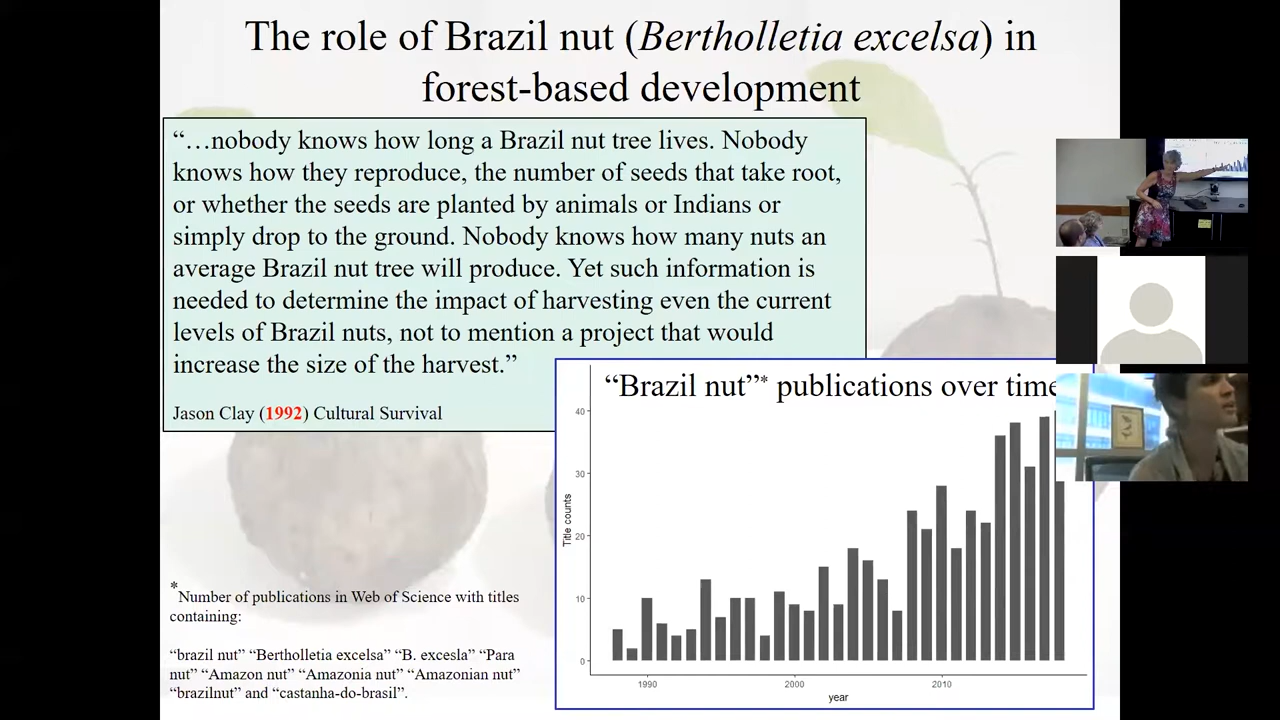 The role of Brazil nut (Bertholletia excelsa) in
forest-based development
“…nobody knows how long a Brazil nut tree lives. Nobody
knows how they reproduce, the number of seeds that take root,
or whether the seeds are planted by animals or Indians or
simply drop to the ground. Nobody knows how many nuts an
average Brazil nut tree will produce. Yet such information is
needed to determine the impact of harvesting even the current
levels of Brazil nuts, not to mention a project that would
increase the size of the harvest.”
Jason Clay (1992) Cultural Survival
“Brazil nut”* publications over time
40
30
20
10
0
Title counts
1990
2000
2010
year
*Number of publications in Web of Science with titles
containing:
“brazil nut” “Bertholletia excelsa” “B. excesla” “Para
nut” “Amazon nut” “Amazonia nut” “Amazonian nut”
“brazilnut” and “castanha-do-brasil”.